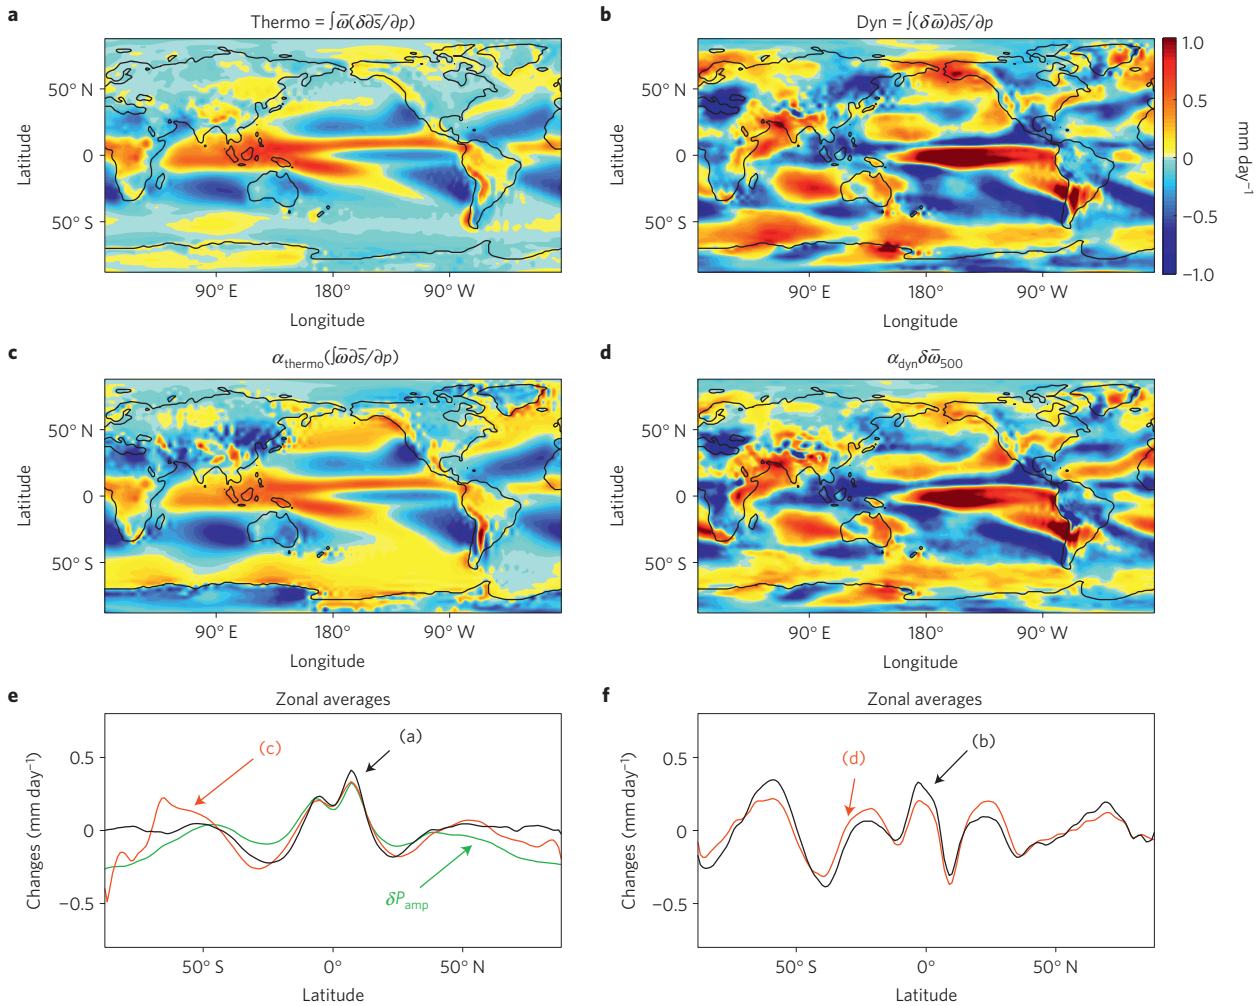 a
Thermo = ∫ω̅(δ∂s̅/∂p)
b
Dyn = ∫(δω̅)∂s̅/∂p
Latitude
50° N
0
50° S
90° E
180°
90° W
Longitude
Latitude
50° N
0
50° S
90° E
180°
90° W
Longitude
1.0
0.5
0
−0.5
−1.0
mm day⁻¹
c
α_thermo(∫ω̅∂s̅/∂p)
d
α_dyn δω̅_500
Latitude
50° N
0
50° S
90° E
180°
90° W
Longitude
Latitude
50° N
0
50° S
90° E
180°
90° W
Longitude
e
Zonal averages
f
Zonal averages
Changes (mm day⁻¹)
0.5
0
−0.5
(c)
(a)
δP_amp
50° S
0°
50° N
Latitude
Changes (mm day⁻¹)
0.5
0
−0.5
(d)
(b)
50° S
0°
50° N
Latitude